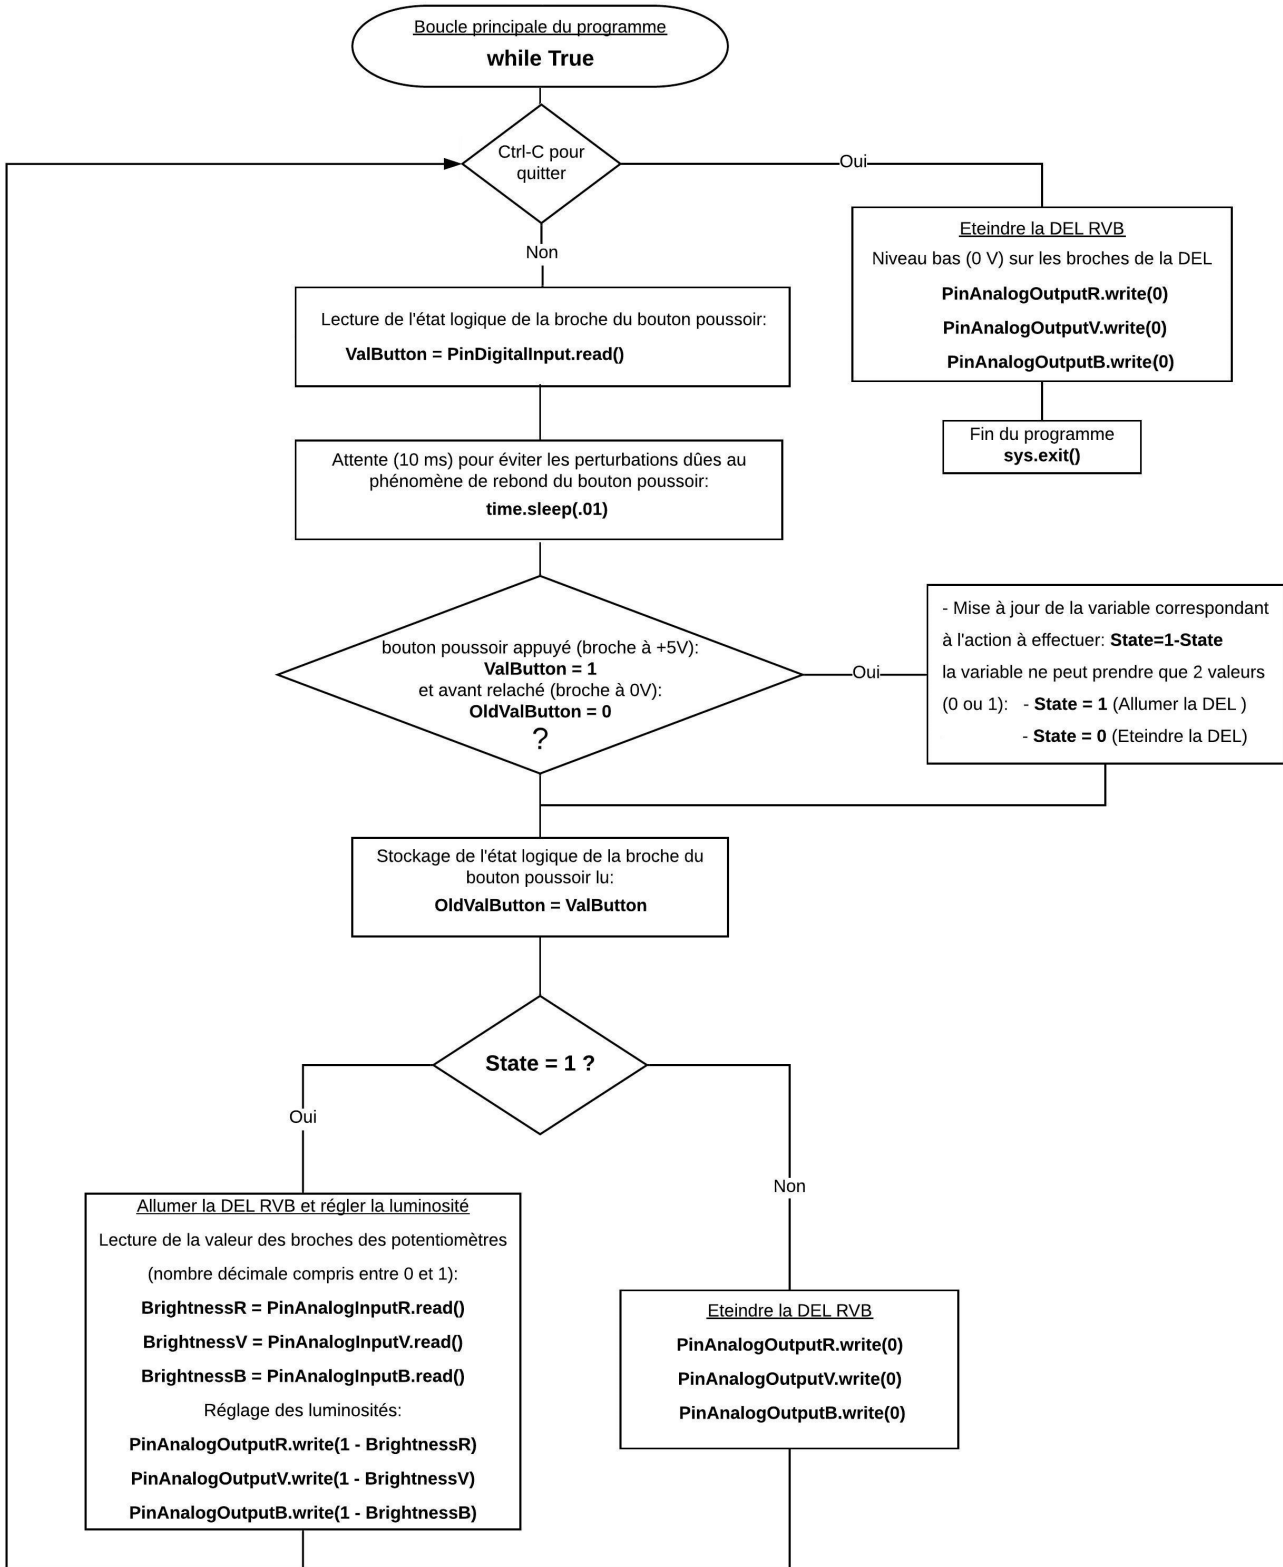 Boucle principale du programme
while True
Ctrl-C pour
quitter
Oui
Non
Eteindre la DEL RVB
Niveau bas (0 V) sur les broches de la DEL
PinAnalogOutputR.write(0)
PinAnalogOutputV.write(0)
PinAnalogOutputB.write(0)
Fin du programme
sys.exit()
Lecture de l'état logique de la broche du bouton poussoir:
ValButton = PinDigitalInput.read()
Attente (10 ms) pour éviter les perturbations dûes au
phénomène de rebond du bouton poussoir:
time.sleep(.01)
bouton poussoir appuyé (broche à +5V):
ValButton = 1
et avant relaché (broche à 0V):
OldValButton = 0
?
Oui
- Mise à jour de la variable correspondant
à l'action à effectuer: State=1-State
la variable ne peut prendre que 2 valeurs
(0 ou 1): - State = 1 (Allumer la DEL )
- State = 0 (Eteindre la DEL)
Stockage de l'état logique de la broche du
bouton poussoir lu:
OldValButton = ValButton
State = 1 ?
Oui
Non
Allumer la DEL RVB et régler la luminosité
Lecture de la valeur des broches des potentiomètres
(nombre décimale compris entre 0 et 1):
BrightnessR = PinAnalogInputR.read()
BrightnessV = PinAnalogInputV.read()
BrightnessB = PinAnalogInputB.read()
Réglage des luminosités:
PinAnalogOutputR.write(1 - BrightnessR)
PinAnalogOutputV.write(1 - BrightnessV)
PinAnalogOutputB.write(1 - BrightnessB)
Eteindre la DEL RVB
PinAnalogOutputR.write(0)
PinAnalogOutputV.write(0)
PinAnalogOutputB.write(0)